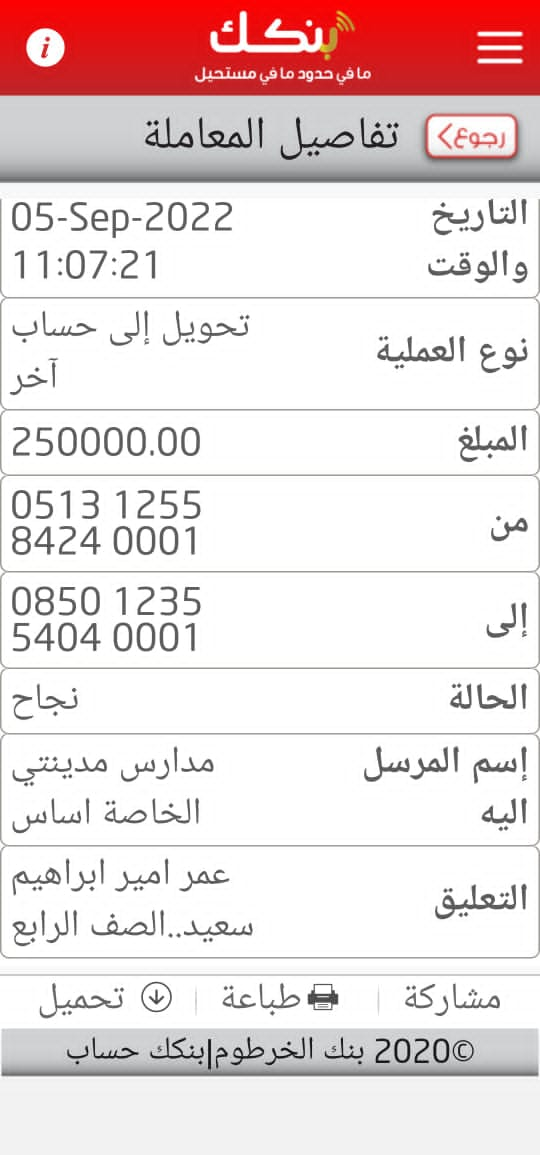 بنكك
ما في حدود ما في مستحيل
رجوع
تفاصيل المعاملة
التاريخ والوقت
05-Sep-2022
11:07:21
نوع العملية
تحويل إلى حساب
آخر
المبلغ
250000.00
من
0513 1255
8424 0001
إلى
0850 1235
5404 0001
الحالة
نجاح
إسم المرسل
اليه
مدارس مدينتي
الخاصة اساس
التعليق
عمر امير ابراهيم
سعيد..الصف الرابع
مشاركة
طباعة
تحميل
©2020 بنك الخرطوم|بنكك حساب